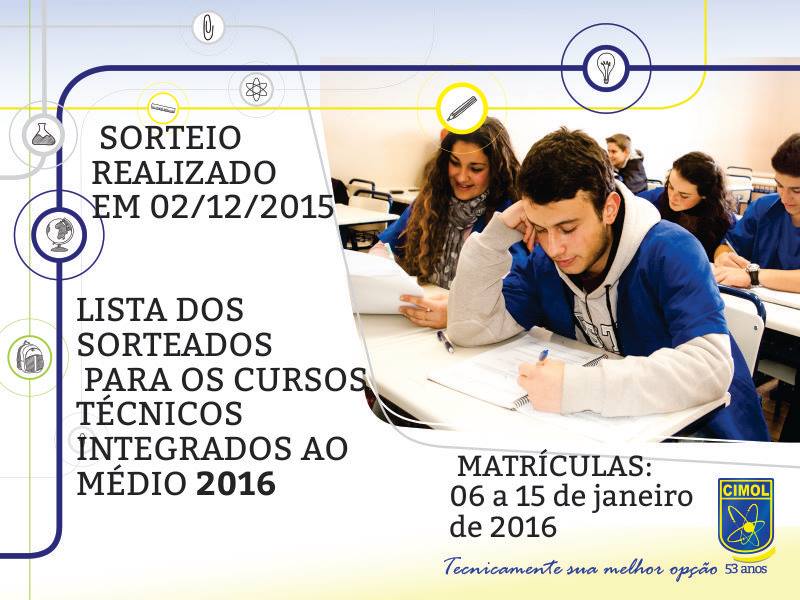 SORTEIO
REALIZADO
EM 02/12/2015
LISTA DOS
SORTEADOS
PARA OS CURSOS
TÉCNICOS
INTEGRADOS AO
MÉDIO 2016
MATRÍCULAS:
06 a 15 de janeiro
de 2016
CIMOL
Tecnicamente sua melhor opção 53 anos